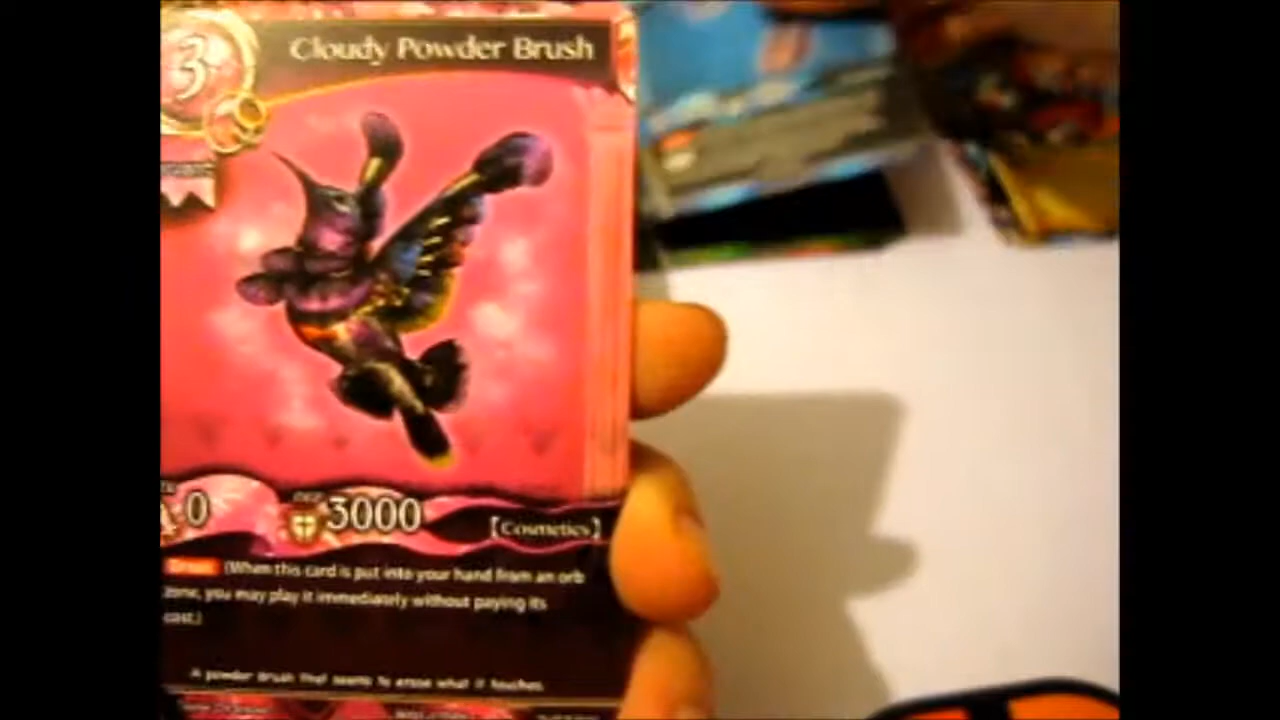 3
Cloudy Powder Brush
0
3000
【Cosmetics】
(When this card is put into your hand from an orb
zone, you may play it immediately without paying its
cost.)
A powder brush that seems to erase what it touches.